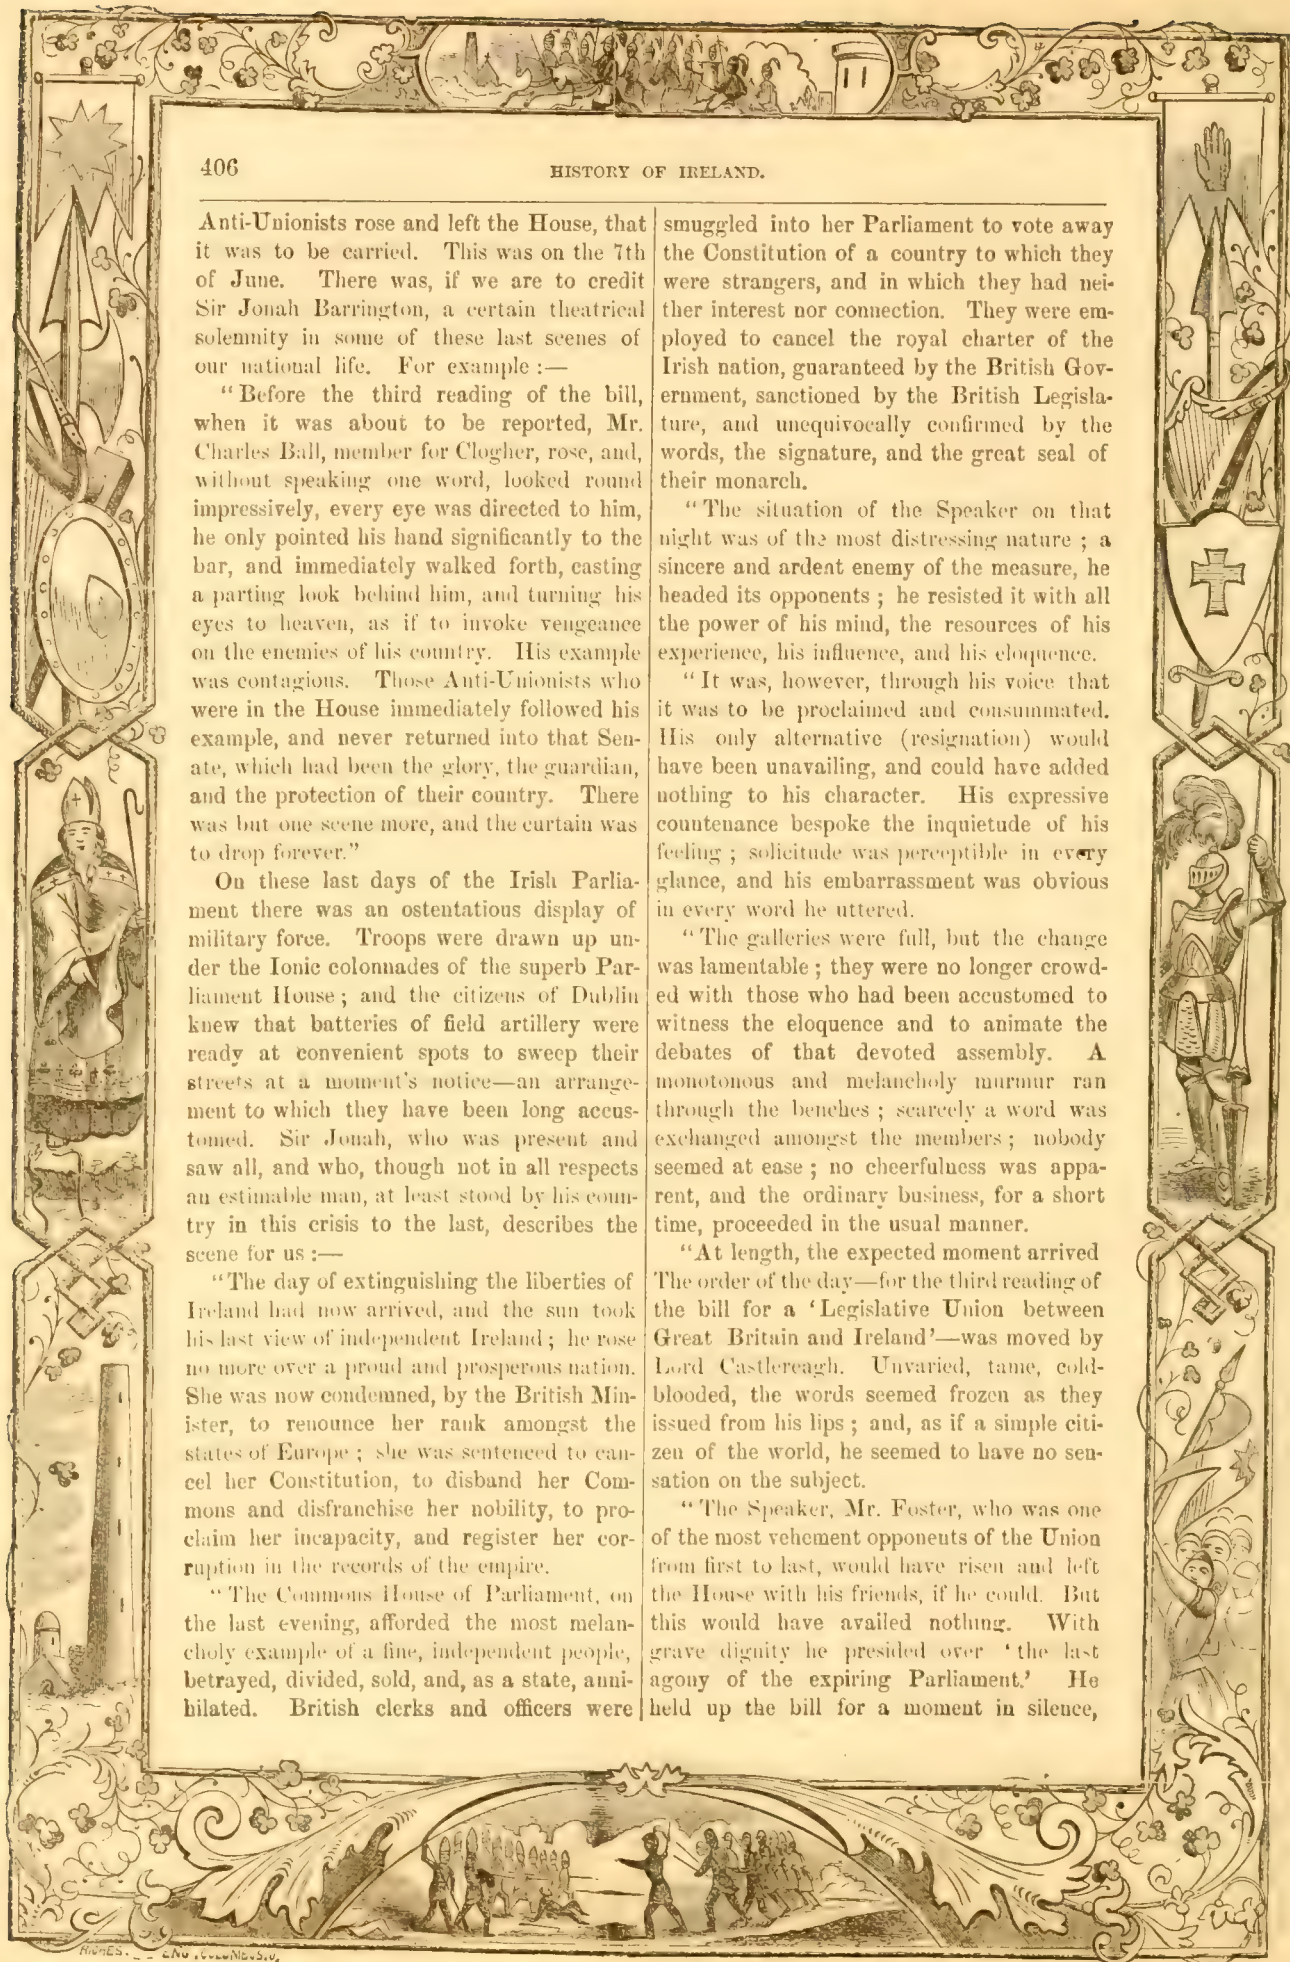 406
HISTORY OF IRELAND.
Anti-Unionists rose and left the House, that
it was to be carried. This was on the 7th
of June. There was, if we are to credit
Sir Jonah Barrington, a certain theatrical
solemnity in some of these last scenes of
our national life. For example :—
"Before the third reading of the bill,
when it was about to be reported, Mr.
Charles Ball, member for Clogher, rose, and,
without speaking one word, looked round
impressively, every eye was directed to him,
he only pointed his hand significantly to the
bar, and immediately walked forth, casting
a parting look behind him, and turning his
eyes to heaven, as if to invoke vengeance
on the enemies of his country. His example
was contagious. Those Anti-Unionists who
were in the House immediately followed his
example, and never returned into that Sen-
ate, which had been the glory, the guardian,
and the protection of their country. There
was but one scene more, and the curtain was
to drop forever."
On these last days of the Irish Parlia-
ment there was an ostentatious display of
military force. Troops were drawn up un-
der the Ionic colonnades of the superb Par-
liament House ; and the citizens of Dublin
knew that batteries of field artillery were
ready at convenient spots to sweep their
streets at a moment's notice—an arrange-
ment to which they have been long accus-
tomed. Sir Jonah, who was present and
saw all, and who, though not in all respects
an estimable man, at least stood by his coun-
try in this crisis to the last, describes the
scene for us :—
"The day of extinguishing the liberties of
Ireland had now arrived, and the sun took
his last view of independent Ireland ; he rose
no more over a proud and prosperous nation.
She was now condemned, by the British Min-
ister, to renounce her rank amongst the
states of Europe ; she was sentenced to can-
cel her Constitution, to disband her Com-
mons and disfranchise her nobility, to pro-
claim her incapacity, and register her cor-
ruption in the records of the empire.
"The Commons House of Parliament, on
the last evening, afforded the most melan-
choly example of a fine, independent people,
betrayed, divided, sold, and, as a state, anni-
hilated. British clerks and officers were
smuggled into her Parliament to vote away
the Constitution of a country to which they
were strangers, and in which they had nei-
ther interest nor connection. They were em-
ployed to cancel the royal charter of the
Irish nation, guaranteed by the British Gov-
ernment, sanctioned by the British Legisla-
ture, and unequivocally confirmed by the
words, the signature, and the great seal of
their monarch.
"The situation of the Speaker on that
night was of the most distressing nature ; a
sincere and ardent enemy of the measure, he
headed its opponents ; he resisted it with all
the power of his mind, the resources of his
experience, his influence, and his eloquence.
"It was, however, through his voice that
it was to be proclaimed and consummated.
His only alternative (resignation) would
have been unavailing, and could have added
nothing to his character. His expressive
countenance bespoke the inquietude of his
feeling ; solicitude was perceptible in every
glance, and his embarrassment was obvious
in every word he uttered.
"The galleries were full, but the change
was lamentable ; they were no longer crowd-
ed with those who had been accustomed to
witness the eloquence and to animate the
debates of that devoted assembly. A
monotonous and melancholy murmur ran
through the benches ; scarcely a word was
exchanged amongst the members ; nobody
seemed at ease ; no cheerfulness was appa-
rent, and the ordinary business, for a short
time, proceeded in the usual manner.
"At length, the expected moment arrived
The order of the day—for the third reading of
the bill for a 'Legislative Union between
Great Britain and Ireland'—was moved by
Lord Castlereagh. Unvaried, tame, cold-
blooded, the words seemed frozen as they
issued from his lips ; and, as if a simple citi-
zen of the world, he seemed to have no sen-
sation on the subject.
"The Speaker, Mr. Foster, who was one
of the most vehement opponents of the Union
from first to last, would have risen and left
the House with his friends, if he could. But
this would have availed nothing. With
grave dignity he presided over 'the last
agony of the expiring Parliament.' He
held up the bill for a moment in silence,